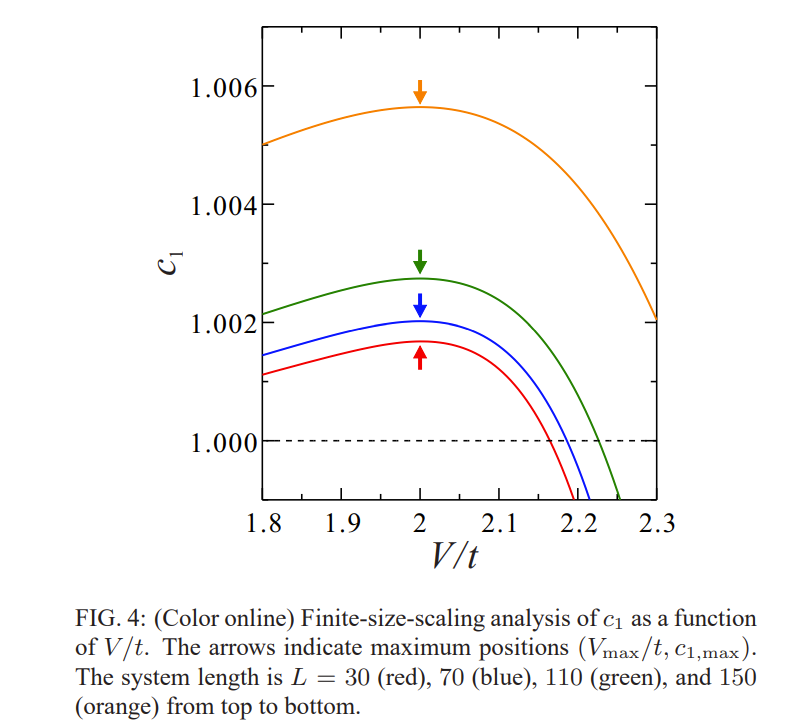 1.006
1.004
1.002
1.000
c₁
1.8 1.9 2 2.1 2.2 2.3
V/t
FIG. 4: (Color online) Finite-size-scaling analysis of c₁ as a function
of V/t. The arrows indicate maximum positions (Vₘₐₓ/t, c₁,ₘₐₓ).
The system length is L = 30 (red), 70 (blue), 110 (green), and 150
(orange) from top to bottom.